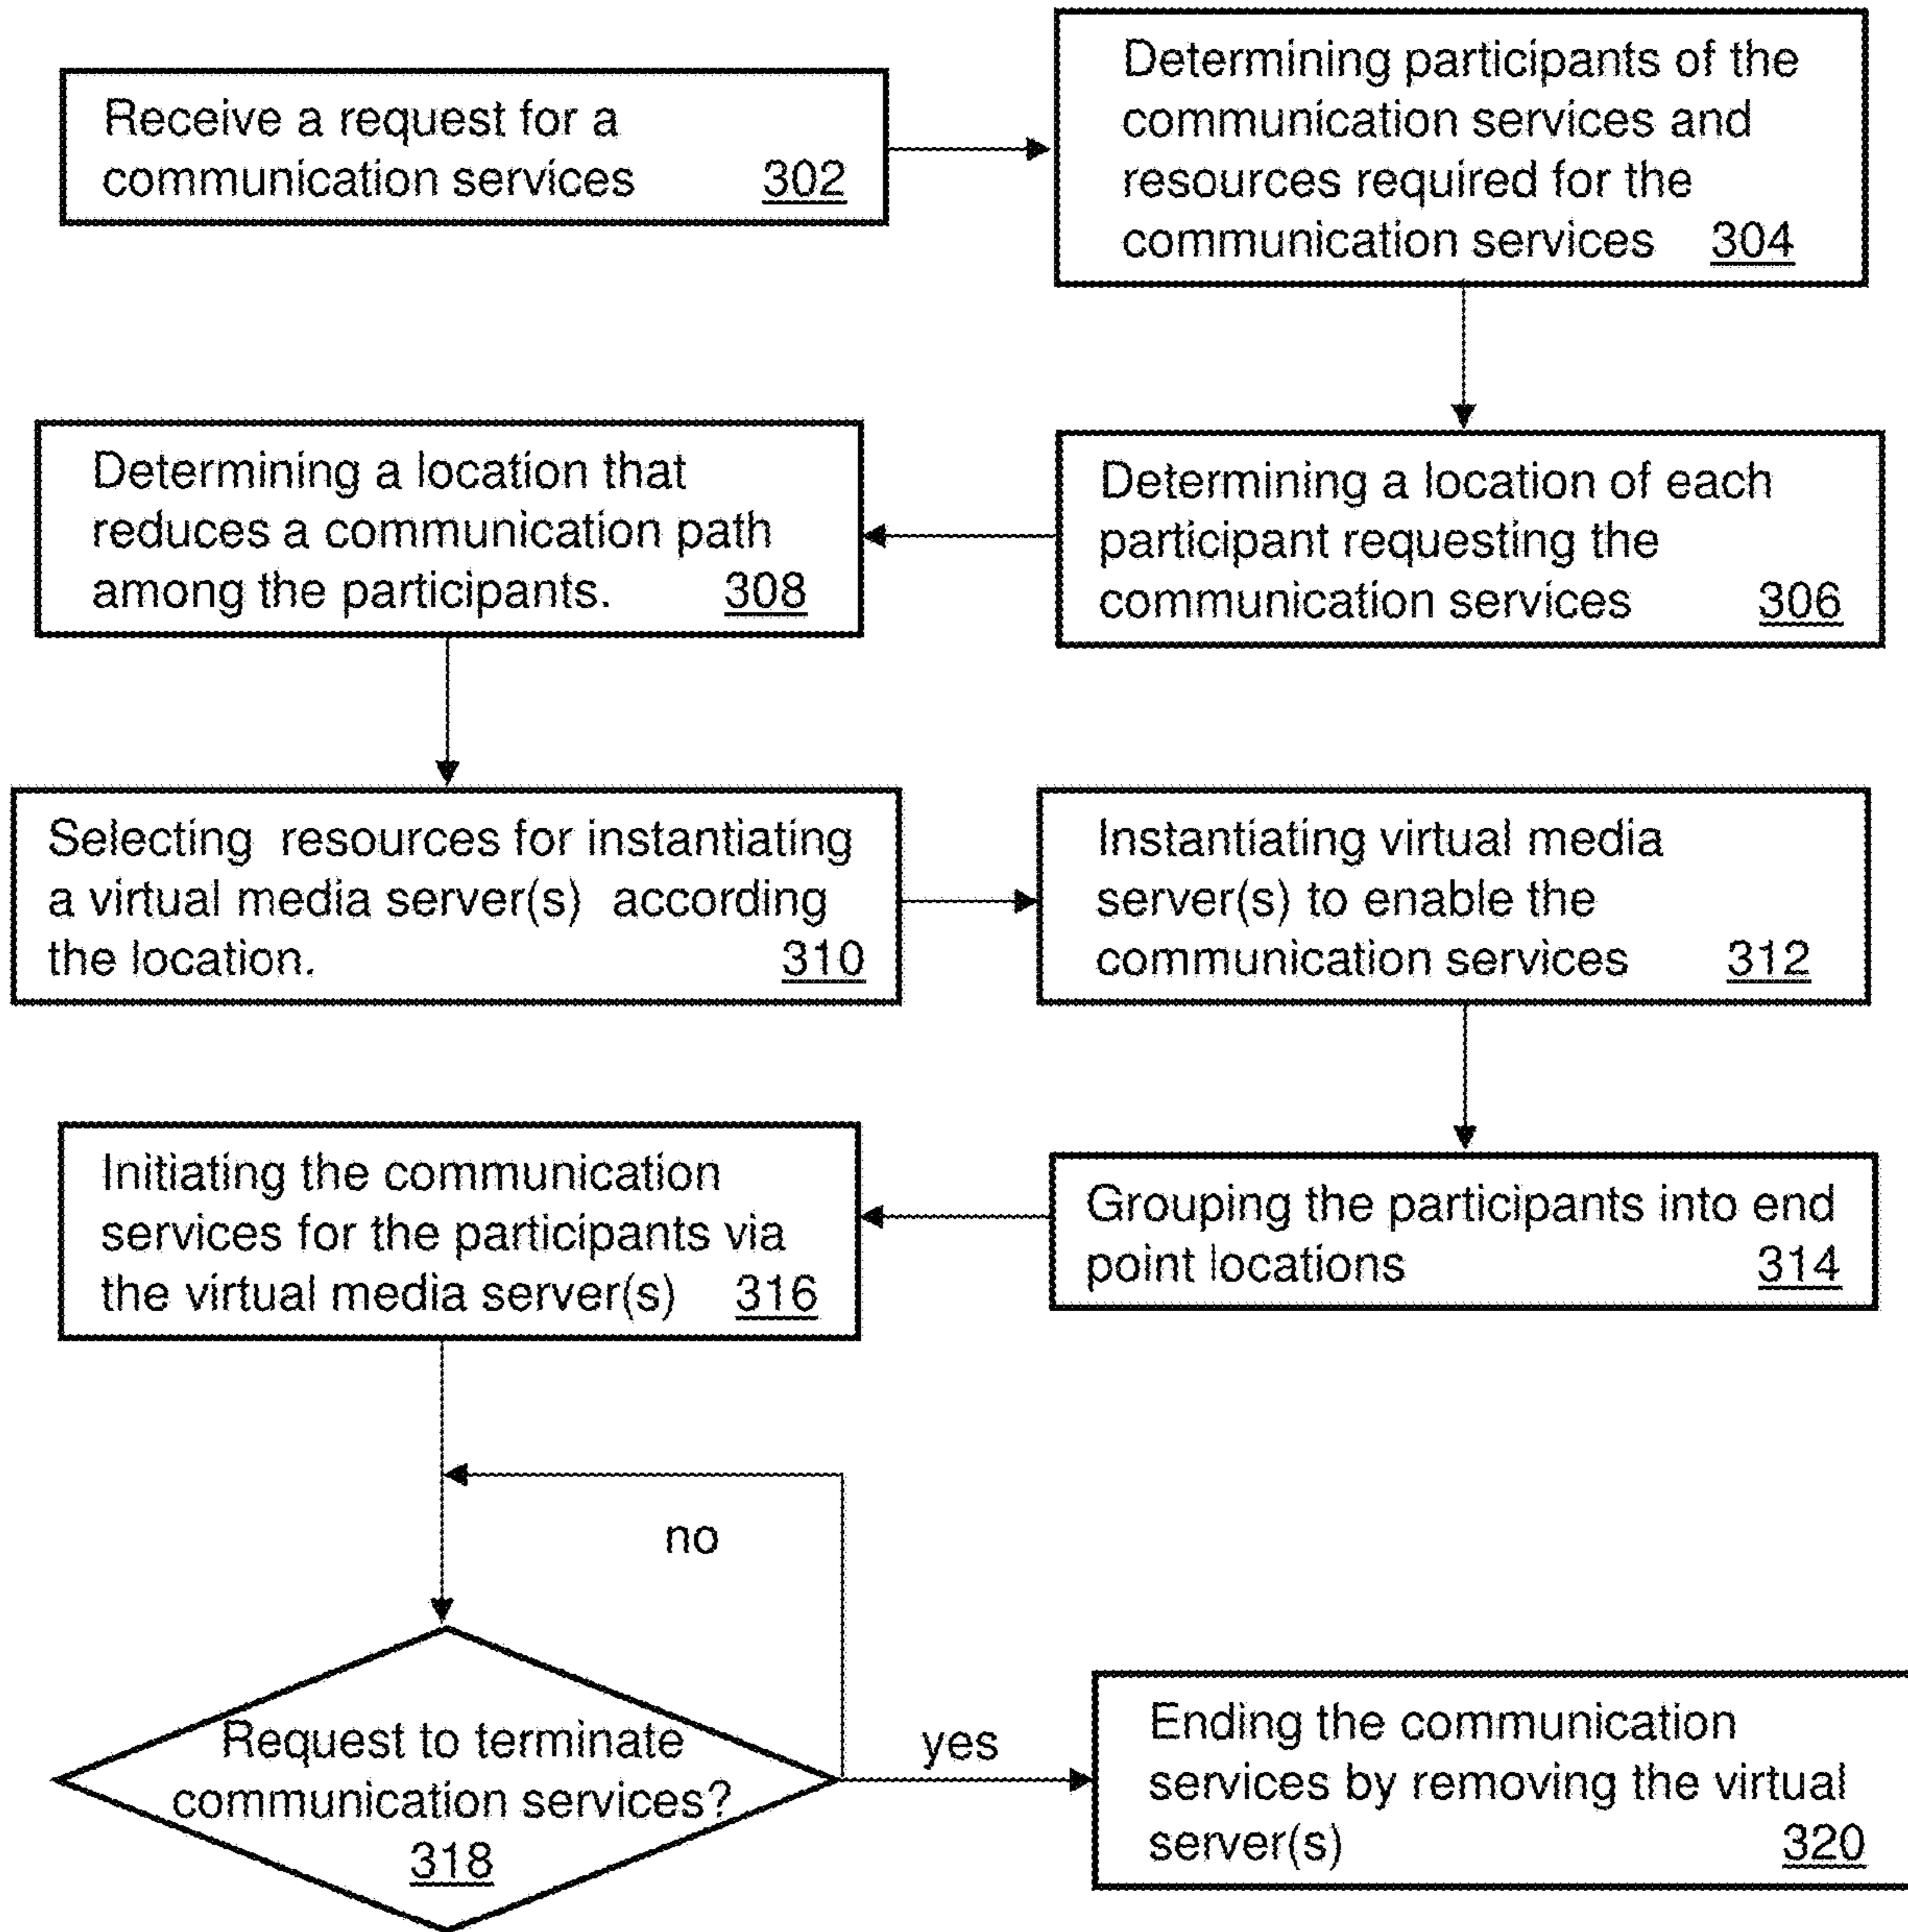 Receive a request for a
communication services 302
Determining participants of the
communication services and
resources required for the
communication services 304
Determining a location of each
participant requesting the
communication services 306
Determining a location that
reduces a communication path
among the participants. 308
Selecting resources for instantiating
a virtual media server(s) according
the location. 310
Instantiating virtual media
server(s) to enable the
communication services 312
Grouping the participants into end
point locations 314
Initiating the communication
services for the participants via
the virtual media server(s) 316
no
Request to terminate
communication services?
318
yes
Ending the communication
services by removing the virtual
server(s) 320